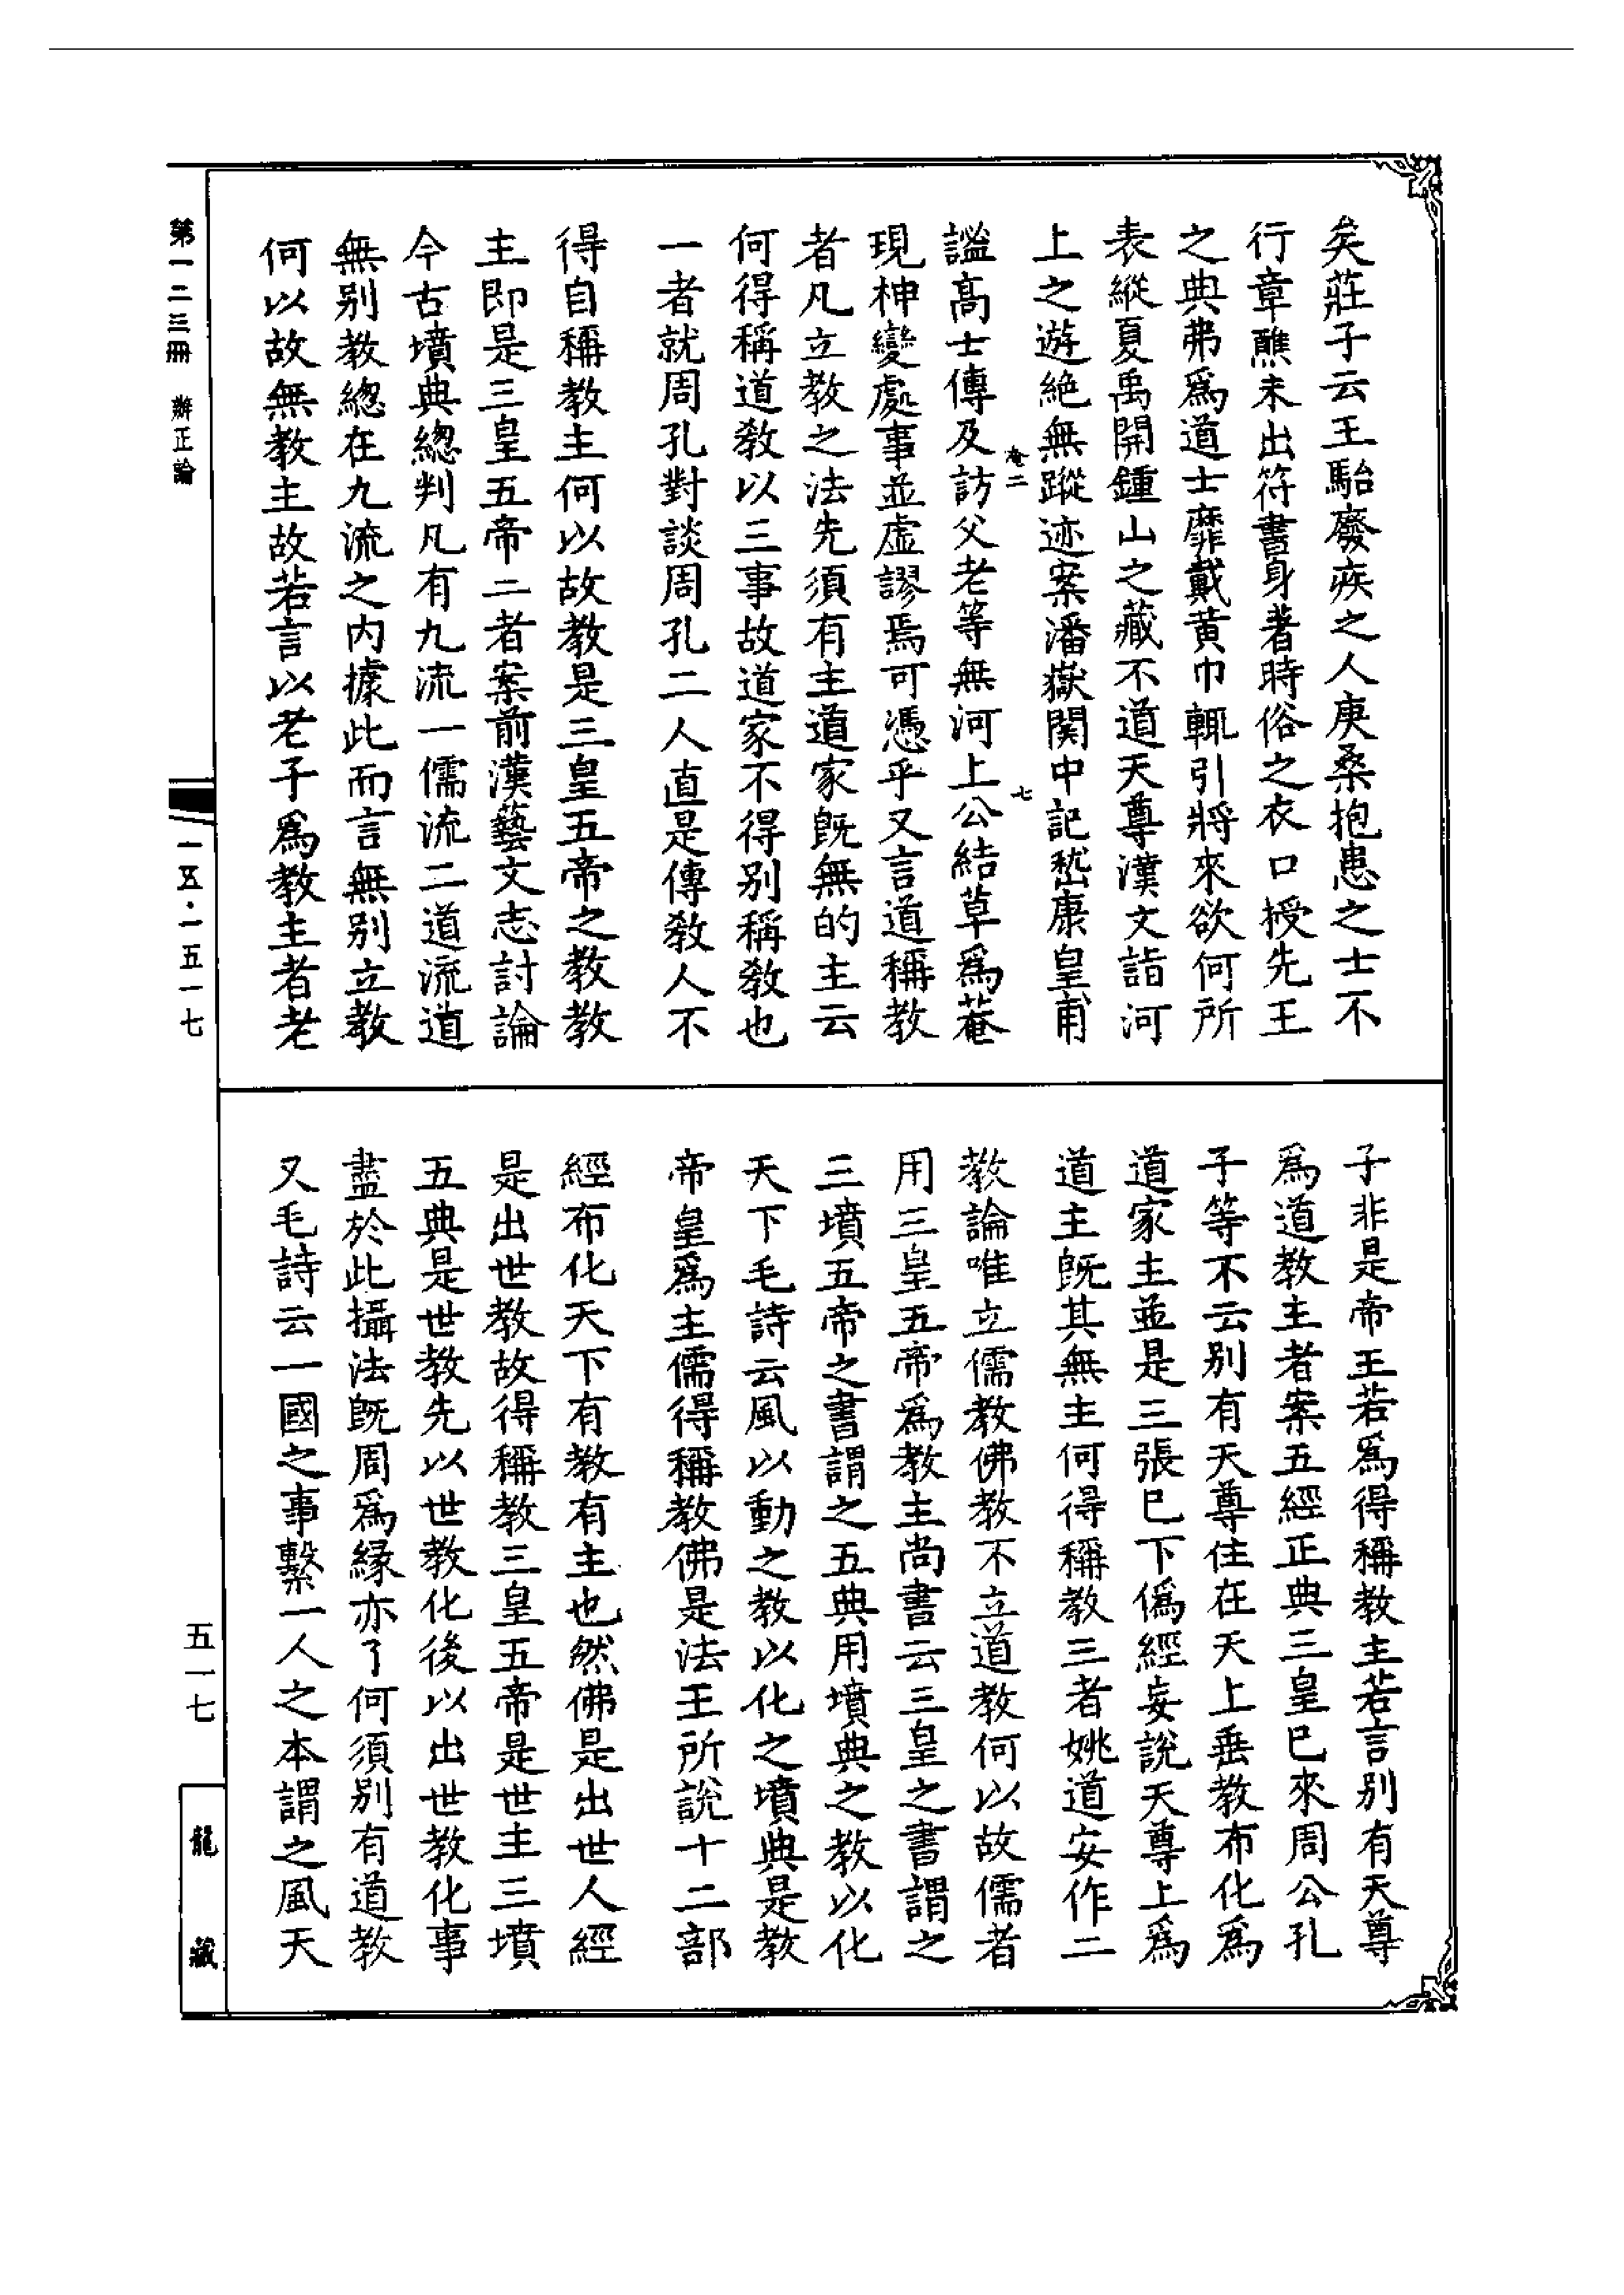 矣莊子云王駘廢疾之人庚桑抱患之士不
行章醮未出符書身著時俗之衣口授先王
之典弗爲道士靡戴黄巾輒引將來欲何所
表縱夏禹開鍾山之藏不道天尊漢文詣河
上之遊絶無蹤迹案潘嶽関中記嵇康皇甫
卷二
七
謐髙士傳及訪父老等無河上公結草爲菴
現神變處事並虚謬焉可憑乎又言道稱教
者凡立教之法先須有主道家既無的主云
何得稱道教以三事故道家不得别稱教也
一者就周孔對談周孔二人直是傳教人不
得自稱教主何以故教是三皇五帝之教教
主即是三皇五帝二者案前漢藝文志討論
今古墳典緫判凡有九流一儒流二道流道
無别教緫在九流之内據此而言無别立教
何以故無教主故若言以老子爲教主者老
子非是帝王若爲得稱教主若言别有天尊
爲道教主者案五經正典三皇已來周公孔
子等不云别有天尊住在天上垂教布化爲
道家主並是三張已下僞經妄說天尊上爲
道主既其無主何得稱教三者姚道安作二
教論唯立儒教佛教不立道教何以故儒者
用三皇五帝爲教主尚書云三皇之書謂之
三墳五帝之書謂之五典用墳典之教以化
天下毛詩云風以動之教以化之墳典是教
帝皇爲主儒得稱教佛是法王所說十二部
經布化天下有教有主也然佛是出世人經
是出世教故得稱教三皇五帝是世主三墳
五典是世教先以世教化後以出世教化事
盡於此攝法既周爲緣亦了何須别有道教
又毛詩云一國之事繫一人之本謂之風天
第一二三冊 辯正論
一五·一五一七
五一七
龍藏